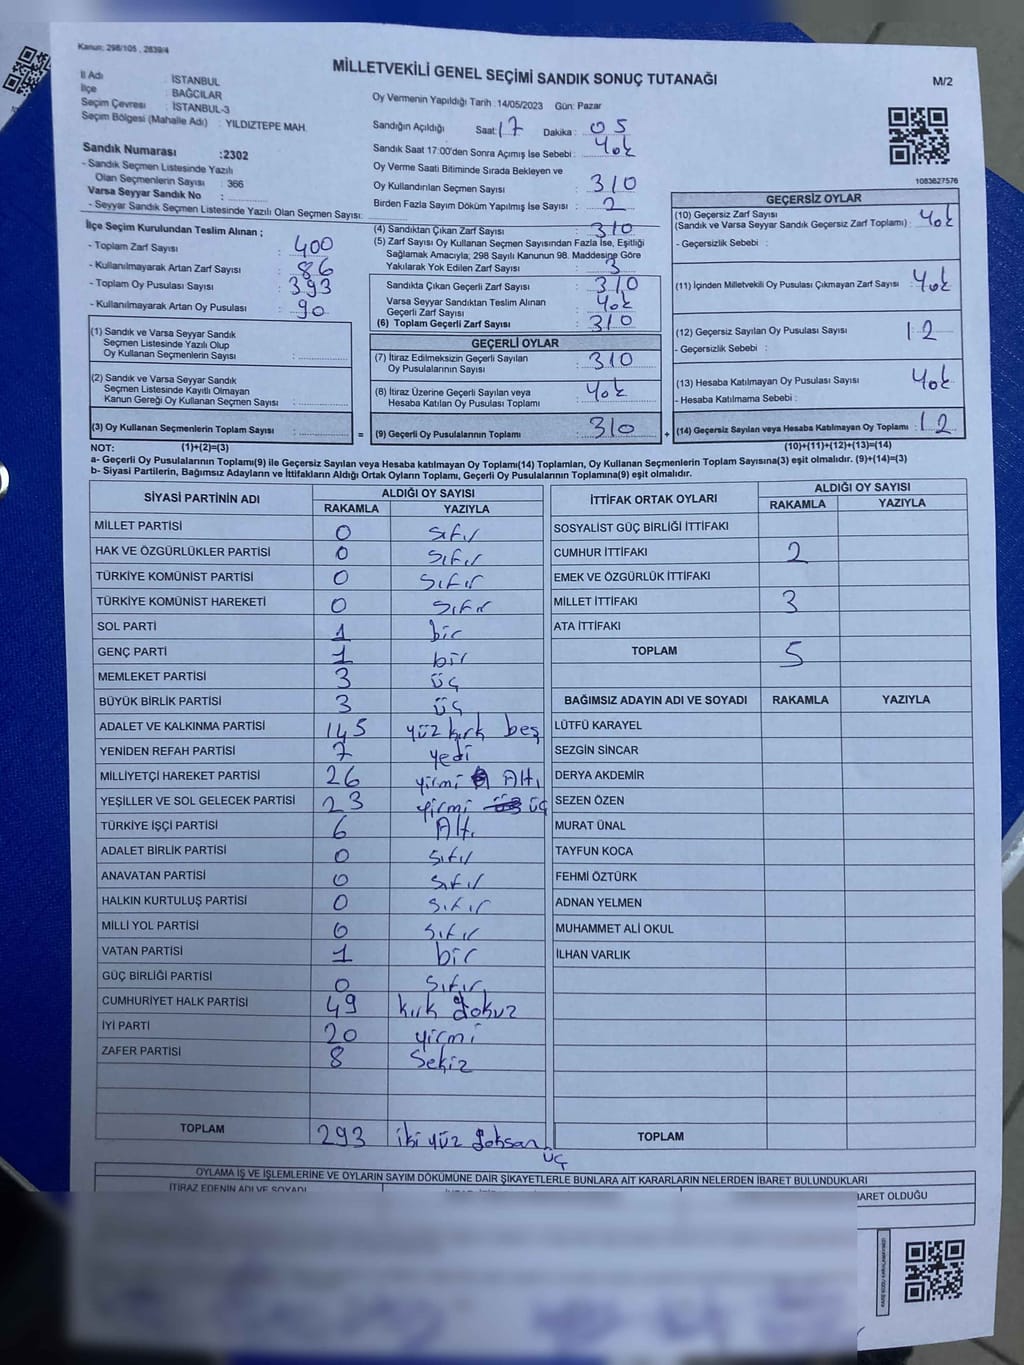 Kanun: 298/105 , 2839/4
MİLLETVEKİLİ GENEL SEÇİMİ SANDIK SONUÇ TUTANAĞI
M/2
İl Adı : İSTANBUL
İlçe : BAĞCILAR
Seçim Çevresi : İSTANBUL-3
Seçim Bölgesi (Mahalle Adı) : YILDIZTEPE MAH.
Sandık Numarası :2302
- Sandık Seçmen Listesinde Yazılı
Olan Seçmenlerin Sayısı : 366
Varsa Seyyar Sandık No :
- Seyyar Sandık Seçmen Listesinde Yazılı Olan Seçmen Sayısı:
Oy Vermenin Yapıldığı Tarih :14/05/2023 Gün: Pazar
Sandığın Açıldığı Saat: 17 Dakika : 05
Sandık Saat 17:00'den Sonra Açımış İse Sebebi : Yok
Oy Verme Saati Bitiminde Sırada Bekleyen ve
Oy Kullandırılan Seçmen Sayısı : 310
Birden Fazla Sayım Döküm Yapılmış İse Sayısı : 2
1083627576
İlçe Seçim Kurulundan Teslim Alınan ;
- Toplam Zarf Sayısı : 400
- Kullanılmayarak Artan Zarf Sayısı : 86
- Toplam Oy Pusulası Sayısı : 393
- Kullanılmayarak Artan Oy Pusulası : 90
(1) Sandık ve Varsa Seyyar Sandık
Seçmen Listesinde Yazılı Olup
Oy Kullanan Seçmenlerin Sayısı :
(2) Sandık ve Varsa Seyyar Sandık
Seçmen Listesinde Kayıtlı Olmayan
Kanun Gereği Oy Kullanan Seçmen Sayısı :
(3) Oy Kullanan Seçmenlerin Toplam Sayısı :
(4) Sandıktan Çıkan Zarf Sayısı : 310
(5) Zarf Sayısı Oy Kullanan Seçmen Sayısından Fazla İse, Eşitliği
Sağlamak Amacıyla; 298 Sayılı Kanunun 98. Maddesine Göre
Yakılarak Yok Edilen Zarf Sayısı : 3
Sandıkta Çıkan Geçerli Zarf Sayısı : 310
Varsa Seyyar Sandıktan Teslim Alınan
Geçerli Zarf Sayısı : Yok
(6) Toplam Geçerli Zarf Sayısı : 310
GEÇERLİ OYLAR
(7) İtiraz Edilmeksizin Geçerli Sayılan
Oy Pusulalarının Sayısı : 310
(8) İtiraz Üzerine Geçerli Sayılan veya
Hesaba Katılan Oy Pusulası Toplamı : Yok
= (9) Geçerli Oy Pusulalarının Toplamı : 310 +
GEÇERSİZ OYLAR
(10) Geçersiz Zarf Sayısı
(Sandık ve Varsa Seyyar Sandık Geçersiz Zarf Toplamı) : Yok
- Geçersizlik Sebebi :
(11) İçinden Milletvekili Oy Pusulası Çıkmayan Zarf Sayısı : Yok
(12) Geçersiz Sayılan Oy Pusulası Sayısı : 12
- Geçersizlik Sebebi :
(13) Hesaba Katılmayan Oy Pusulası Sayısı : Yok
- Hesaba Katılmama Sebebi :
(14) Geçersiz Sayılan veya Hesaba Katılmayan Oy Toplamı : 12
NOT: (1)+(2)=(3) (10)+(11)+(12)+(13)=(14)
a- Geçerli Oy Pusulalarının Toplamı(9) ile Geçersiz Sayılan veya Hesaba katılmayan Oy Toplamı(14) Toplamları, Oy Kullanan Seçmenlerin Toplam Sayısına(3) eşit olmalıdır. (9)+(14)=(3)
b- Siyasi Partilerin, Bağımsız Adayların ve İttifakların Aldığı Ortak Oyların Toplamı, Geçerli Oy Pusulalarının Toplamına(9) eşit olmalıdır.
SİYASİ PARTİNİN ADI ALDIĞI OY SAYISI
RAKAMLA YAZIYLA
MİLLET PARTİSİ 0 sıfır
HAK VE ÖZGÜRLÜKLER PARTİSİ 0 sıfır
TÜRKİYE KOMÜNİST PARTİSİ 0 sıfır
TÜRKİYE KOMÜNİST HAREKETİ 0 sıfır
SOL PARTİ 1 bir
GENÇ PARTİ 1 bir
MEMLEKET PARTİSİ 3 üç
BÜYÜK BİRLİK PARTİSİ 3 üç
ADALET VE KALKINMA PARTİSİ 145 yüz kırk beş
YENİDEN REFAH PARTİSİ 7 yedi
MİLLİYETÇİ HAREKET PARTİSİ 26 yirmi Altı
YEŞİLLER VE SOL GELECEK PARTİSİ 23 yirmi üç
TÜRKİYE İŞÇİ PARTİSİ 6 Altı
ADALET BİRLİK PARTİSİ 0 sıfır
ANAVATAN PARTİSİ 0 sıfır
HALKIN KURTULUŞ PARTİSİ 0 sıfır
MİLLİ YOL PARTİSİ 0 sıfır
VATAN PARTİSİ 1 bir
GÜÇ BİRLİĞİ PARTİSİ 0 sıfır
CUMHURİYET HALK PARTİSİ 49 kırk dokuz
İYİ PARTİ 20 yirmi
ZAFER PARTİSİ 8 Sekiz
TOPLAM 293 iki yüz doksan
üç
İTTİFAK ORTAK OYLARI ALDIĞI OY SAYISI
RAKAMLA YAZIYLA
SOSYALİST GÜÇ BİRLİĞİ İTTİFAKI
CUMHUR İTTİFAKI 2
EMEK VE ÖZGÜRLÜK İTTİFAKI
MİLLET İTTİFAKI 3
ATA İTTİFAKI
TOPLAM 5
BAĞIMSIZ ADAYIN ADI VE SOYADI RAKAMLA YAZIYLA
LÜTFÜ KARAYEL
SEZGİN SİNCAR
DERYA AKDEMİR
SEZEN ÖZEN
MURAT ÜNAL
TAYFUN KOCA
FEHMİ ÖZTÜRK
ADNAN YELMEN
MUHAMMET ALİ OKUL
İLHAN VARLIK
TOPLAM
OYLAMA İŞ VE İŞLEMLERİNE VE OYLARIN SAYIM DÖKÜMÜNE DAİR ŞİKAYETLERLE BUNLARA AİT KARARLARIN NELERDEN İBARET BULUNDUKLARI
İTİRAZ EDENİN ADI VE SOYADI
BARET OLDUĞU